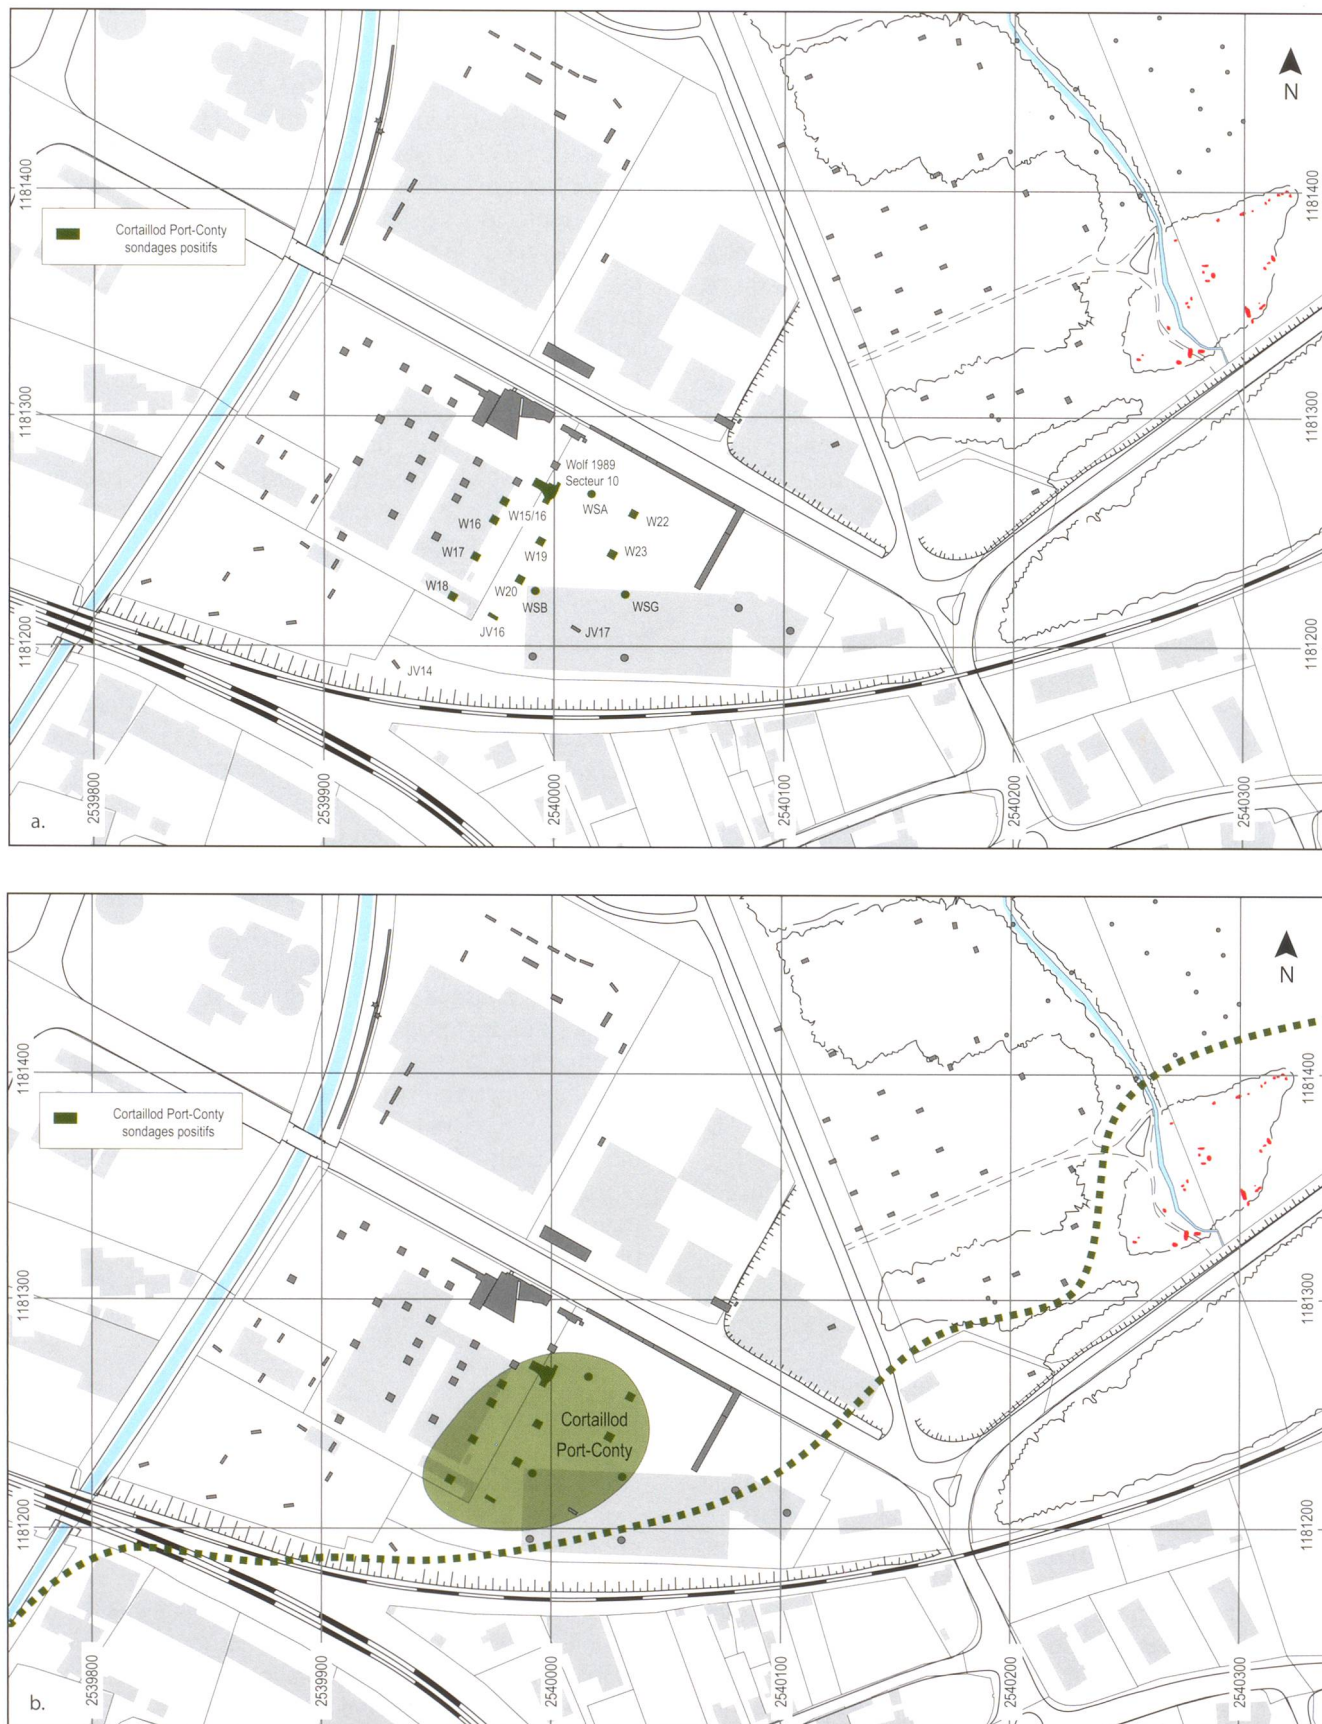 N
1181400
1181400
Cortaillod Port-Conty
sondages positifs
1181300
1181300
Wolf 1989
Secteur 10
W15/16
WSA
W22
W16
W17
W19
W23
W18
W20
WSB
WSG
JV16
JV17
JV14
1181200
1181200
2539800
2539900
2540000
2540100
2540200
2540300
a.
N
1181400
1181400
Cortaillod Port-Conty
sondages positifs
1181300
1181300
Cortaillod
Port-Conty
1181200
1181200
2539800
2539900
2540000
2540100
2540200
2540300
b.